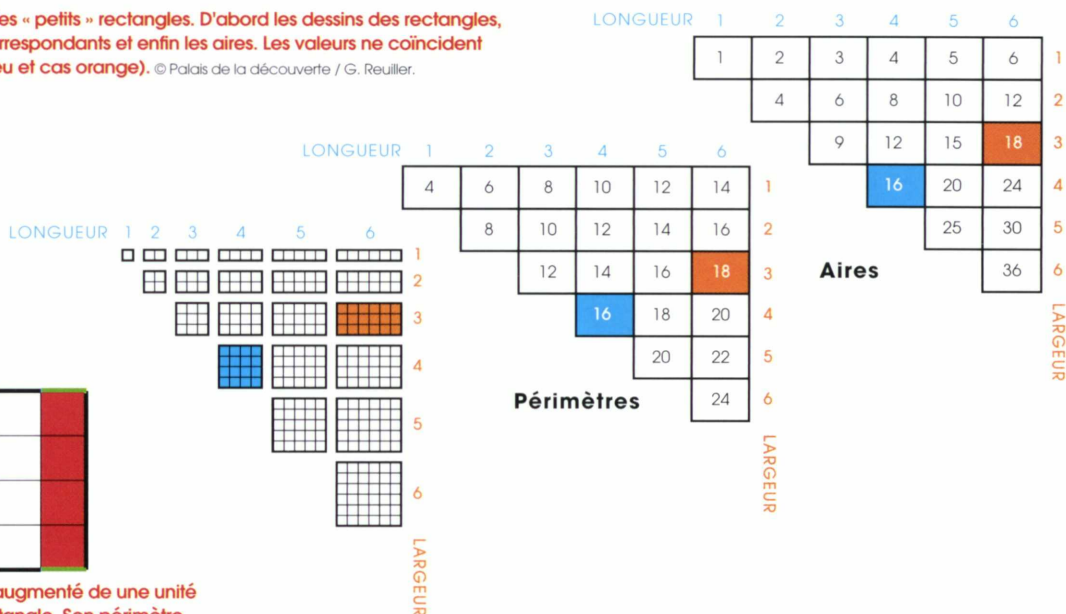 es « petits » rectangles. D'abord les dessins des rectangles,
rrespondants et enfin les aires. Les valeurs ne coïncident
eu et cas orange). © Palais de la découverte / G. Reuiller.
LONGUEUR 1 2 3 4 5 6
1 2 3 4 5 6 1
4 6 8 10 12 2
9 12 15 18 3
16 20 24 4
25 30 5
36 6
Aires
LARGEUR
LONGUEUR 1 2 3 4 5 6
4 6 8 10 12 14 1
8 10 12 14 16 2
12 14 16 18 3
16 18 20 4
20 22 5
24 6
Périmètres
LARGEUR
LONGUEUR 1 2 3 4 5 6
1
2
3
4
5
6
LARGEUR
augmenté de une unité
tangle. Son périmètre